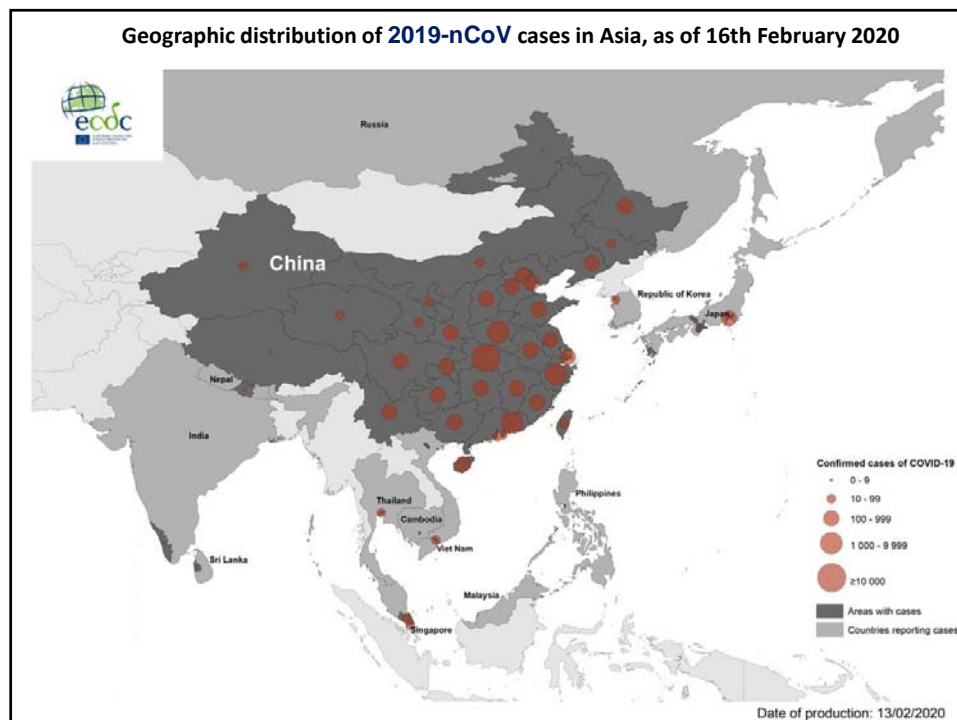 Geographic distribution of 2019-nCoV cases in Asia, as of 16th February 2020
ecdc
Russia
China
Republic of Korea
Japan
Nepal
India
Thailand
Cambodia
Viet Nam
Philippines
Sri Lanka
Malaysia
Singapore
Confirmed cases of COVID-19
0 - 9
10 - 99
100 - 999
1 000 - 9 999
≥10 000
Areas with cases
Countries reporting cases
Date of production: 13/02/2020